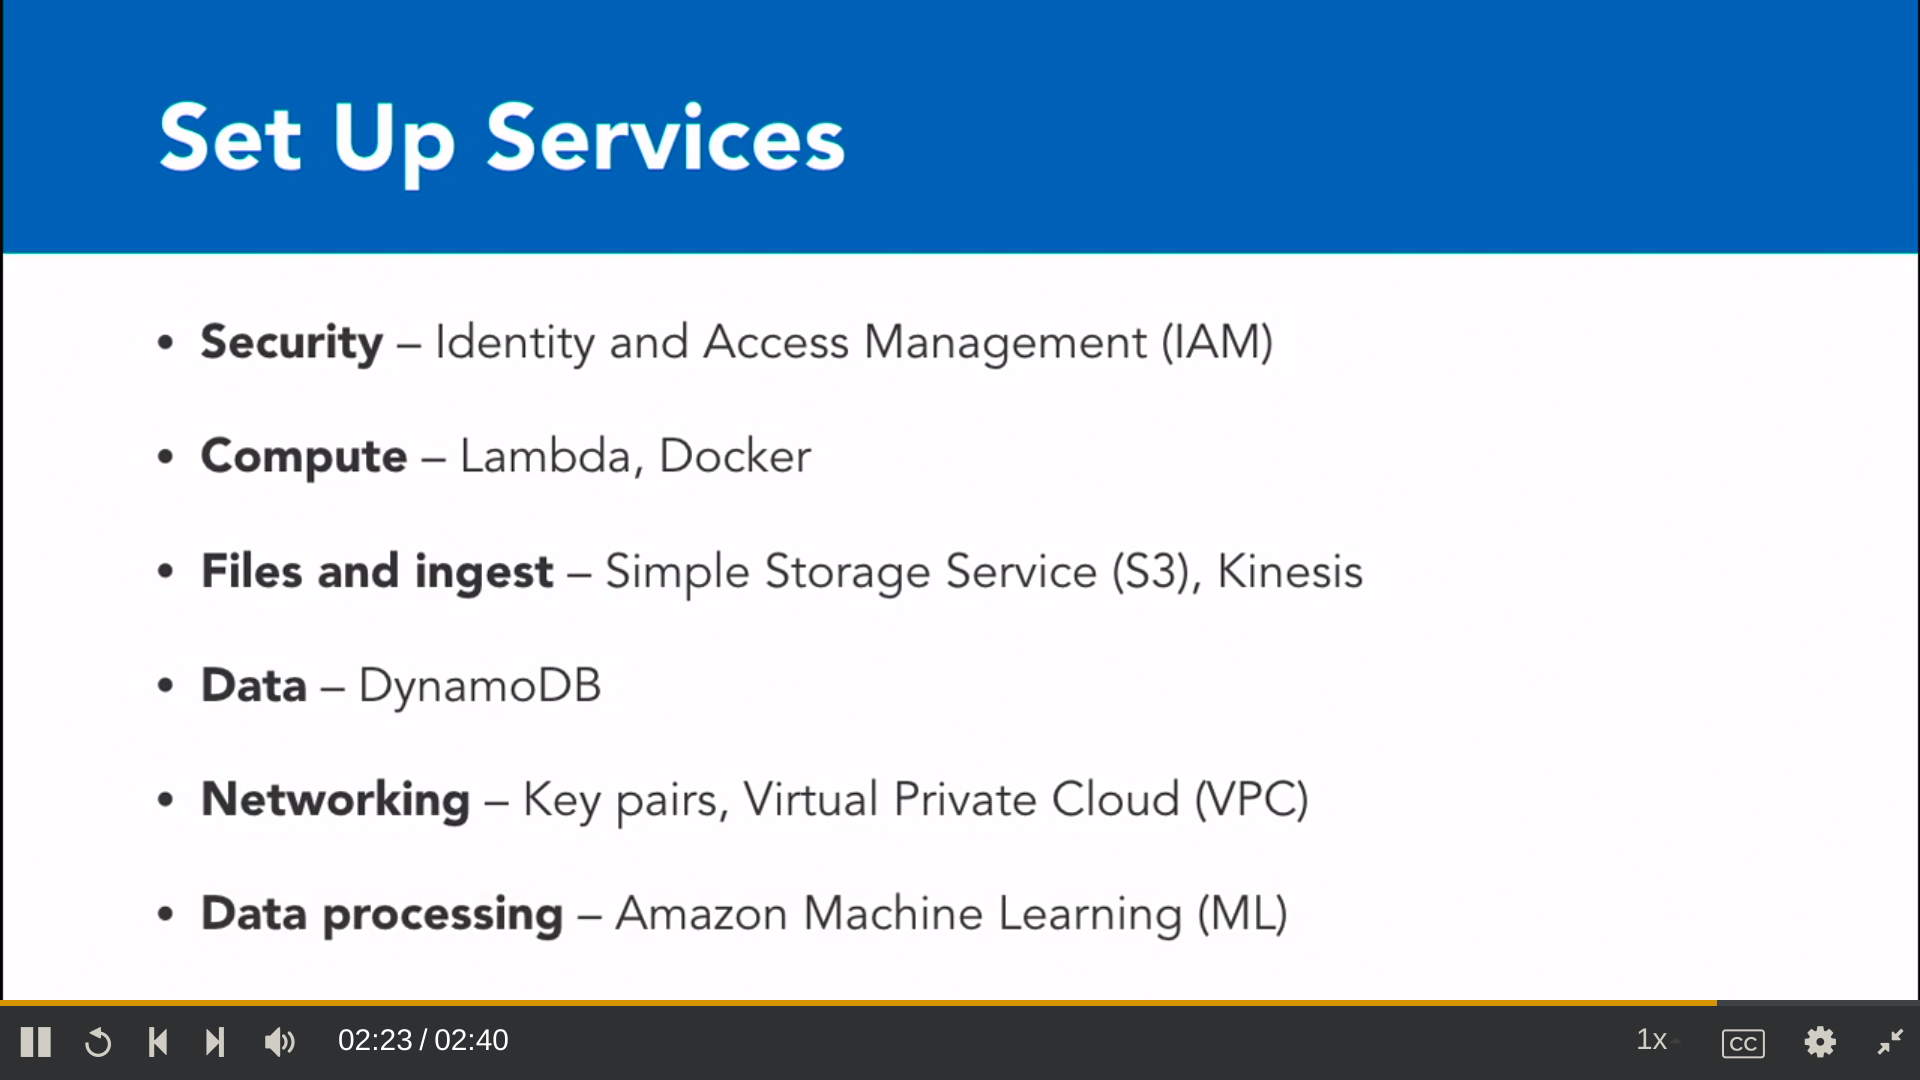 Set Up Services
• Security – Identity and Access Management (IAM)
• Compute – Lambda, Docker
• Files and ingest – Simple Storage Service (S3), Kinesis
• Data – DynamoDB
• Networking – Key pairs, Virtual Private Cloud (VPC)
• Data processing – Amazon Machine Learning (ML)
02:23 / 02:40 1x CC